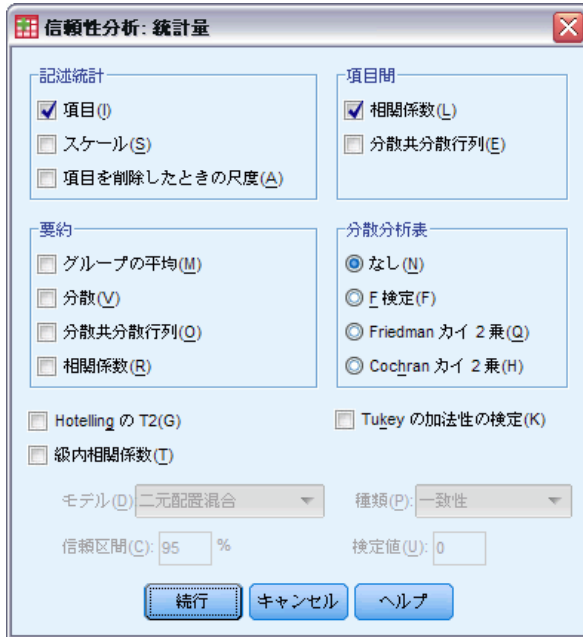 信頼性分析: 統計量
記述統計
項目(I)
スケール(S)
項目を削除したときの尺度(A)
項目間
相関係数(L)
分散共分散行列(E)
要約
グループの平均(M)
分散(V)
分散共分散行列(O)
相関係数(R)
分散分析表
なし(N)
F 検定(F)
Friedman カイ 2 乗(Q)
Cochran カイ 2 乗(H)
Hotelling の T2(G)
Tukey の加法性の検定(K)
級内相関係数(T)
モデル(D) 二元配置混合 種類(P): 一致性
信頼区間(C): 95 % 検定値(U): 0
続行 キャンセル ヘルプ